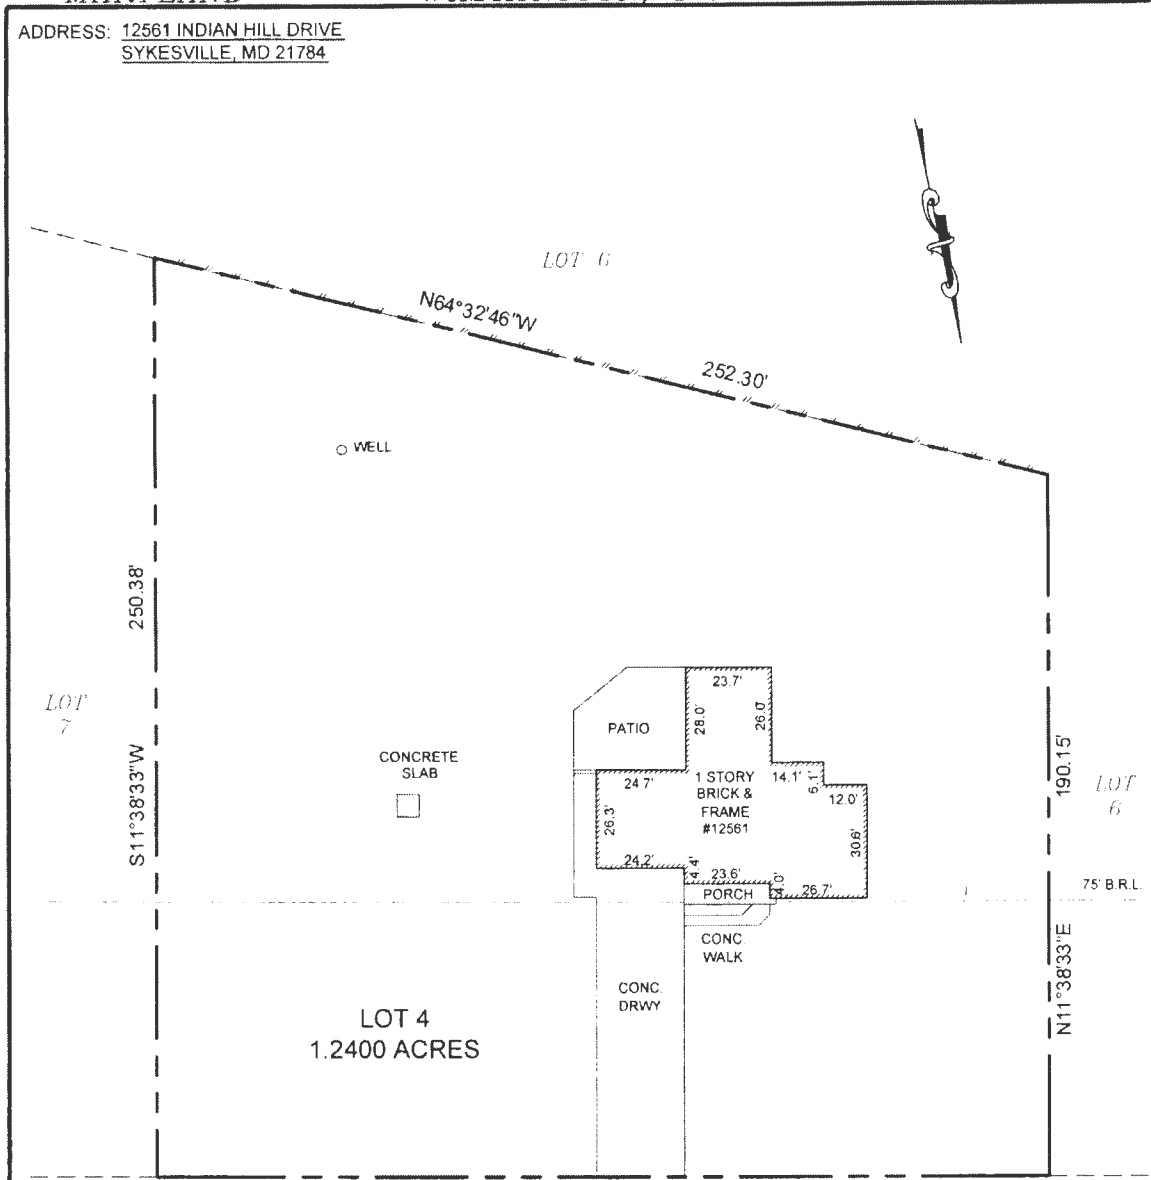 ADDRESS: 12561 INDIAN HILL DRIVE
SYKESVILLE, MD 21784
LOT 6
N64°32'46"W
252.30'
WELL
250.38'
LOT
7
S11°38'33"W
CONCRETE
SLAB
PATIO
23.7'
28.0'
26.0'
24.7'
1 STORY
BRICK &
FRAME
#12561
14.1'
6.1'
12.0'
26.3'
30.6'
24.2'
4.4'
23.6'
4.0'
26.7'
PORCH
190.15'
LOT
6
75' B.R.L.
CONC.
WALK
CONC.
DRWY
N11°38'33"E
LOT 4
1.2400 ACRES